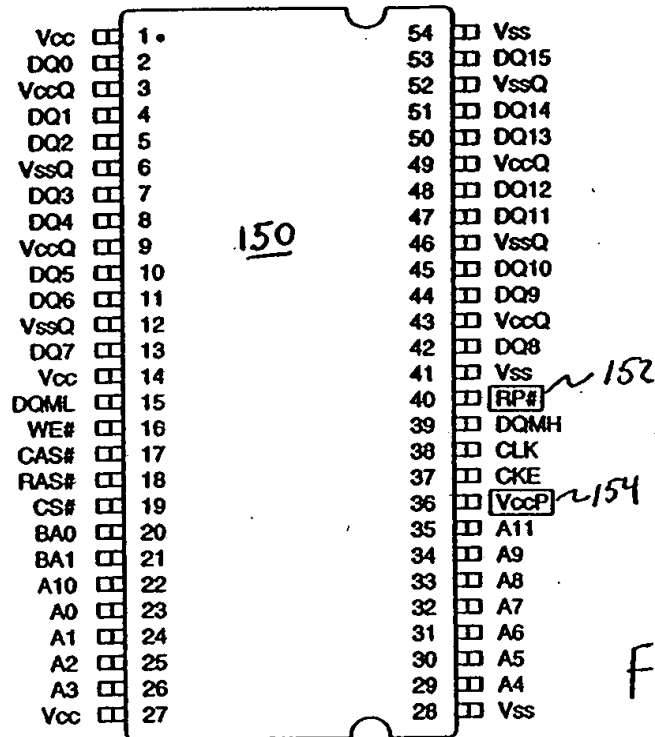 Vcc 1 54 Vss
DQ0 2 53 DQ15
VccQ 3 52 VssQ
DQ1 4 51 DQ14
DQ2 5 50 DQ13
VssQ 6 49 VccQ
DQ3 7 48 DQ12
DQ4 8 47 DQ11
VccQ 9 150 46 VssQ
DQ5 10 45 DQ10
DQ6 11 44 DQ9
VssQ 12 43 VccQ
DQ7 13 42 DQ8
Vcc 14 41 Vss
DQML 15 40 RP# 152
WE# 16 39 DQMH
CAS# 17 38 CLK
RAS# 18 37 CKE
CS# 19 36 VccP 154
BA0 20 35 A11
BA1 21 34 A9
A10 22 33 A8
A0 23 32 A7
A1 24 31 A6
A2 25 30 A5
A3 26 29 A4 F
Vcc 27 28 Vss